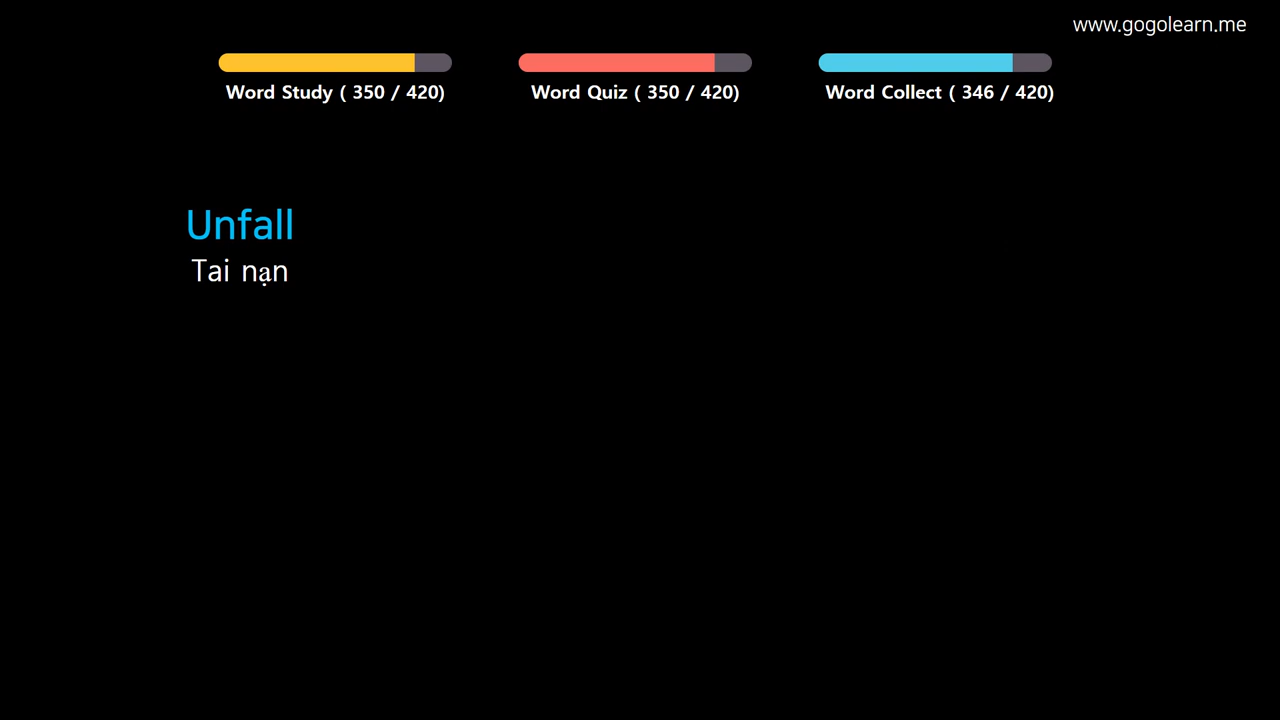 www.gogolearn.me
Word Study ( 350 / 420)
Word Quiz ( 350 / 420)
Word Collect ( 346 / 420)
Unfall
Tai nạn